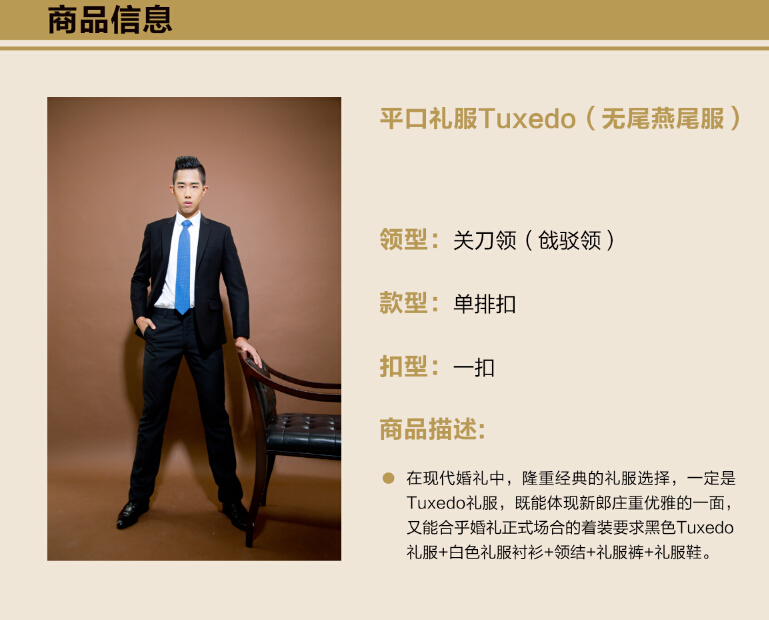 商品信息
平口礼服Tuxedo（无尾燕尾服）
领型：关刀领（戗驳领）
款型：单排扣
扣型：一扣
商品描述:
在现代婚礼中，隆重经典的礼服选择，一定是
Tuxedo礼服，既能体现新郎庄重优雅的一面，
又能合乎婚礼正式场合的着装要求黑色Tuxedo
礼服+白色礼服衬衫+领结+礼服裤+礼服鞋。